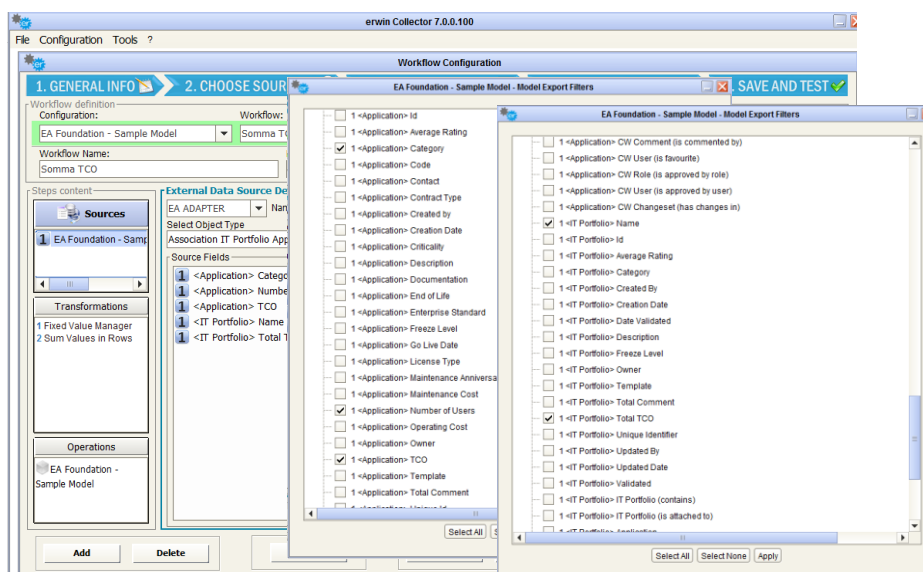 erwin Collector 7.0.0.100
File Configuration Tools ?
Workflow Configuration
1. GENERAL INFO
2. CHOOSE SOUR
. SAVE AND TEST
Workflow definition
Configuration:
Workflow:
EA Foundation - Sample Model
Somma TC
Workflow Name:
Somma TCO
Steps content
Sources
1 EA Foundation - Samp
Transformations
1 Fixed Value Manager
2 Sum Values in Rows
Operations
EA Foundation -
Sample Model
Add
Delete
External Data Source De
EA ADAPTER
Nam
Select Object Type
Association IT Portfolio App
Source Fields
1 <Application> Catego
1 <Application> Numbe
1 <Application> TCO
1 <IT Portfolio> Name
1 <IT Portfolio> Total T
EA Foundation - Sample Model - Model Export Filters
1 <Application> Id
1 <Application> Average Rating
1 <Application> Category
1 <Application> Code
1 <Application> Contact
1 <Application> Contract Type
1 <Application> Created by
1 <Application> Creation Date
1 <Application> Criticality
1 <Application> Description
1 <Application> Documentation
1 <Application> End of Life
1 <Application> Enterprise Standard
1 <Application> Freeze Level
1 <Application> Go Live Date
1 <Application> License Type
1 <Application> Maintenance Anniversa
1 <Application> Maintenance Cost
1 <Application> Number of Users
1 <Application> Operating Cost
1 <Application> Owner
1 <Application> TCO
1 <Application> Template
1 <Application> Total Comment
1 <Application> Unique Id
Select All
EA Foundation - Sample Model - Model Export Filters
1 <Application> CW Comment (is commented by)
1 <Application> CW User (is favourite)
1 <Application> CW Role (is approved by role)
1 <Application> CW User (is approved by user)
1 <Application> CW Changeset (has changes in)
1 <IT Portfolio> Name
1 <IT Portfolio> Id
1 <IT Portfolio> Average Rating
1 <IT Portfolio> Category
1 <IT Portfolio> Created By
1 <IT Portfolio> Creation Date
1 <IT Portfolio> Date Validated
1 <IT Portfolio> Description
1 <IT Portfolio> Freeze Level
1 <IT Portfolio> Owner
1 <IT Portfolio> Template
1 <IT Portfolio> Total Comment
1 <IT Portfolio> Total TCO
1 <IT Portfolio> Unique Identifier
1 <IT Portfolio> Updated By
1 <IT Portfolio> Updated Date
1 <IT Portfolio> Validated
1 <IT Portfolio> IT Portfolio (contains)
1 <IT Portfolio> IT Portfolio (is attached to)
1 <IT Portfolio> Application
Select All Select None Apply